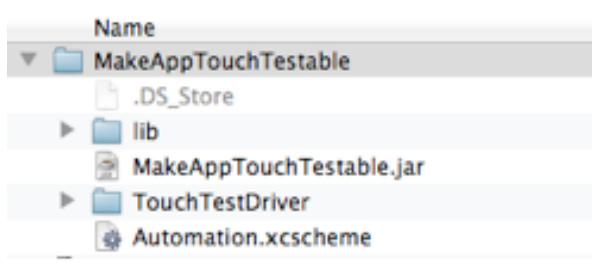 Name
MakeAppTouchTestable
.DS_Store
lib
MakeAppTouchTestable.jar
TouchTestDriver
Automation.xcscheme